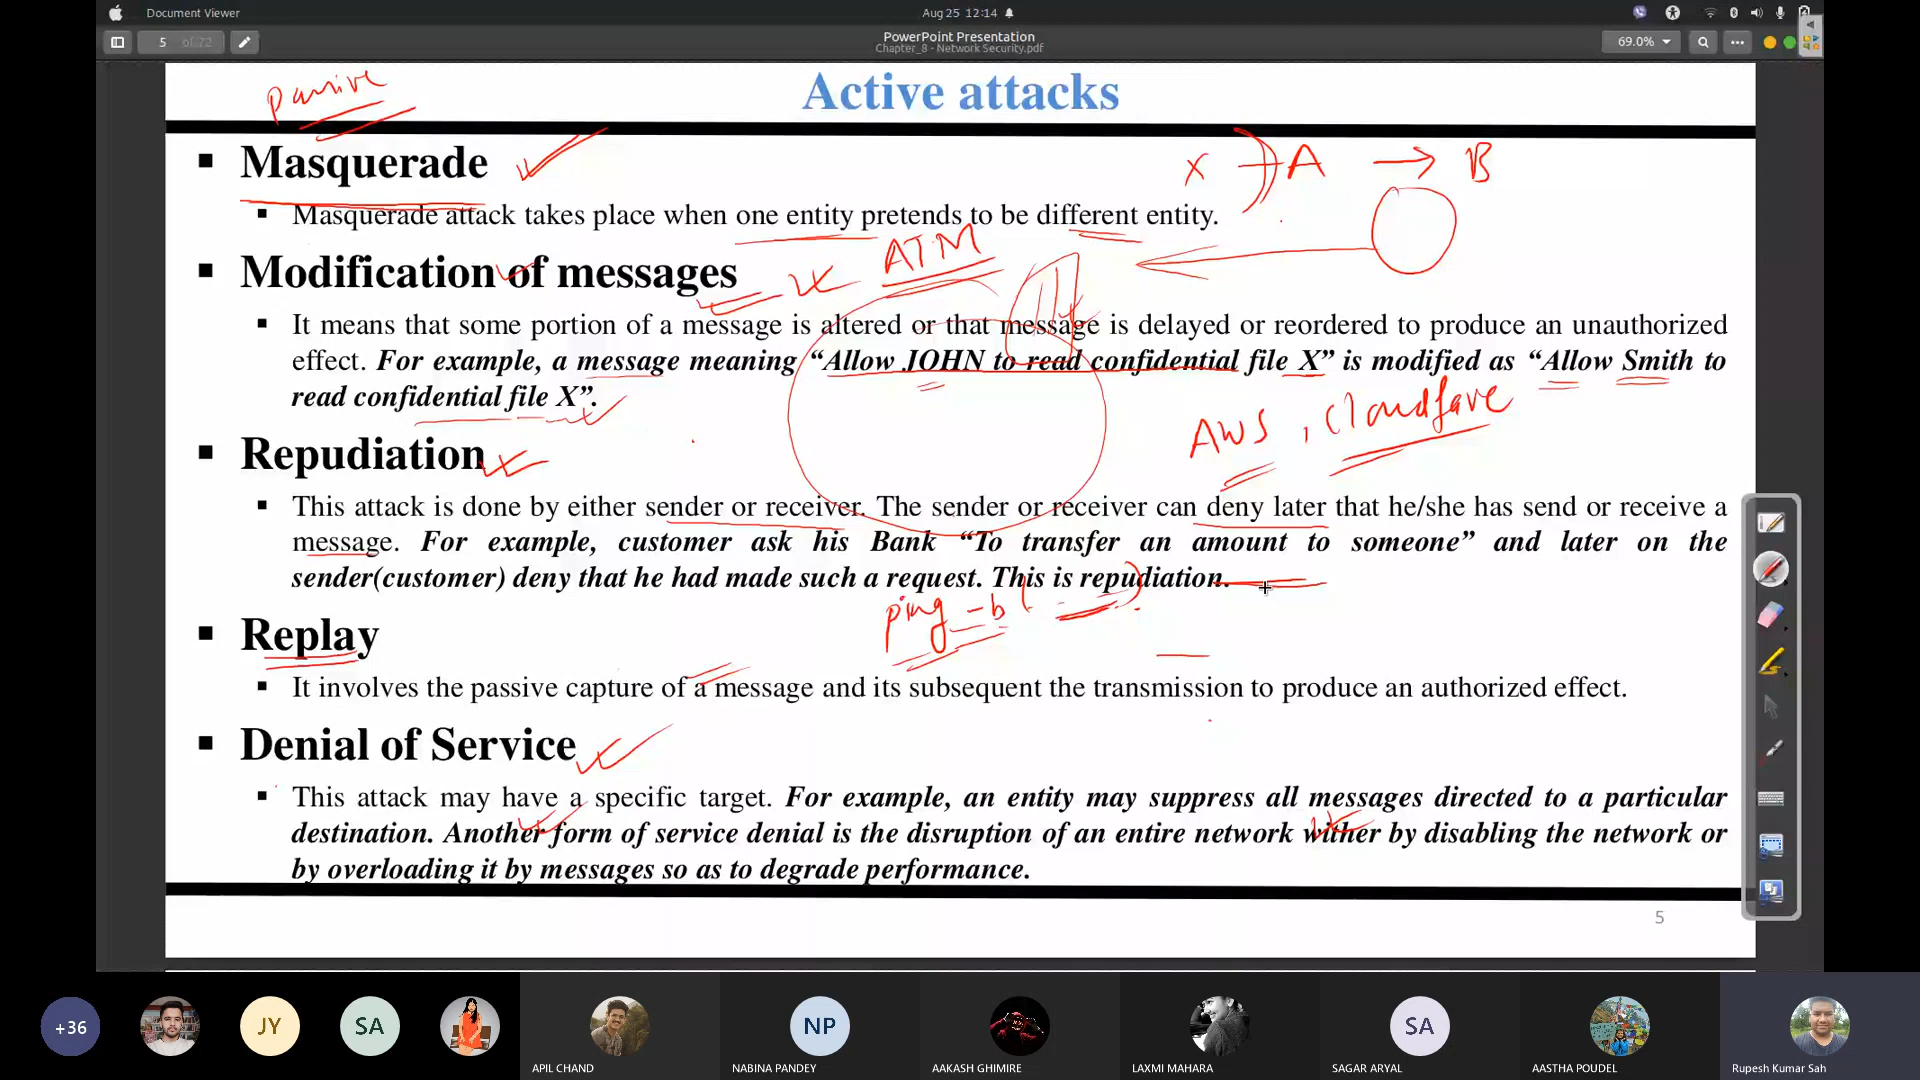 Document Viewer
Aug 25 12:14
5 of 72
PowerPoint Presentation
Chapter_8 - Network Security.pdf
69.0%
passive
Active attacks
Masquerade
X A → B
Masquerade attack takes place when one entity pretends to be different entity.
ATM
Modification of messages
It means that some portion of a message is altered or that message is delayed or reordered to produce an unauthorized
effect. For example, a message meaning “Allow JOHN to read confidential file X” is modified as “Allow Smith to
read confidential file X”.
AWS , Cloudfare
Repudiation
This attack is done by either sender or receiver. The sender or receiver can deny later that he/she has send or receive a
message. For example, customer ask his Bank “To transfer an amount to someone” and later on the
sender(customer) deny that he had made such a request. This is repudiation.
ping -b ( )
Replay
It involves the passive capture of a message and its subsequent the transmission to produce an authorized effect.
Denial of Service
This attack may have a specific target. For example, an entity may suppress all messages directed to a particular
destination. Another form of service denial is the disruption of an entire network wither by disabling the network or
by overloading it by messages so as to degrade performance.
5
+36
JY
SA
NP
SA
APIL CHAND
NABINA PANDEY
AAKASH GHIMIRE
LAXMI MAHARA
SAGAR ARYAL
AASTHA POUDEL
Rupesh Kumar Sah